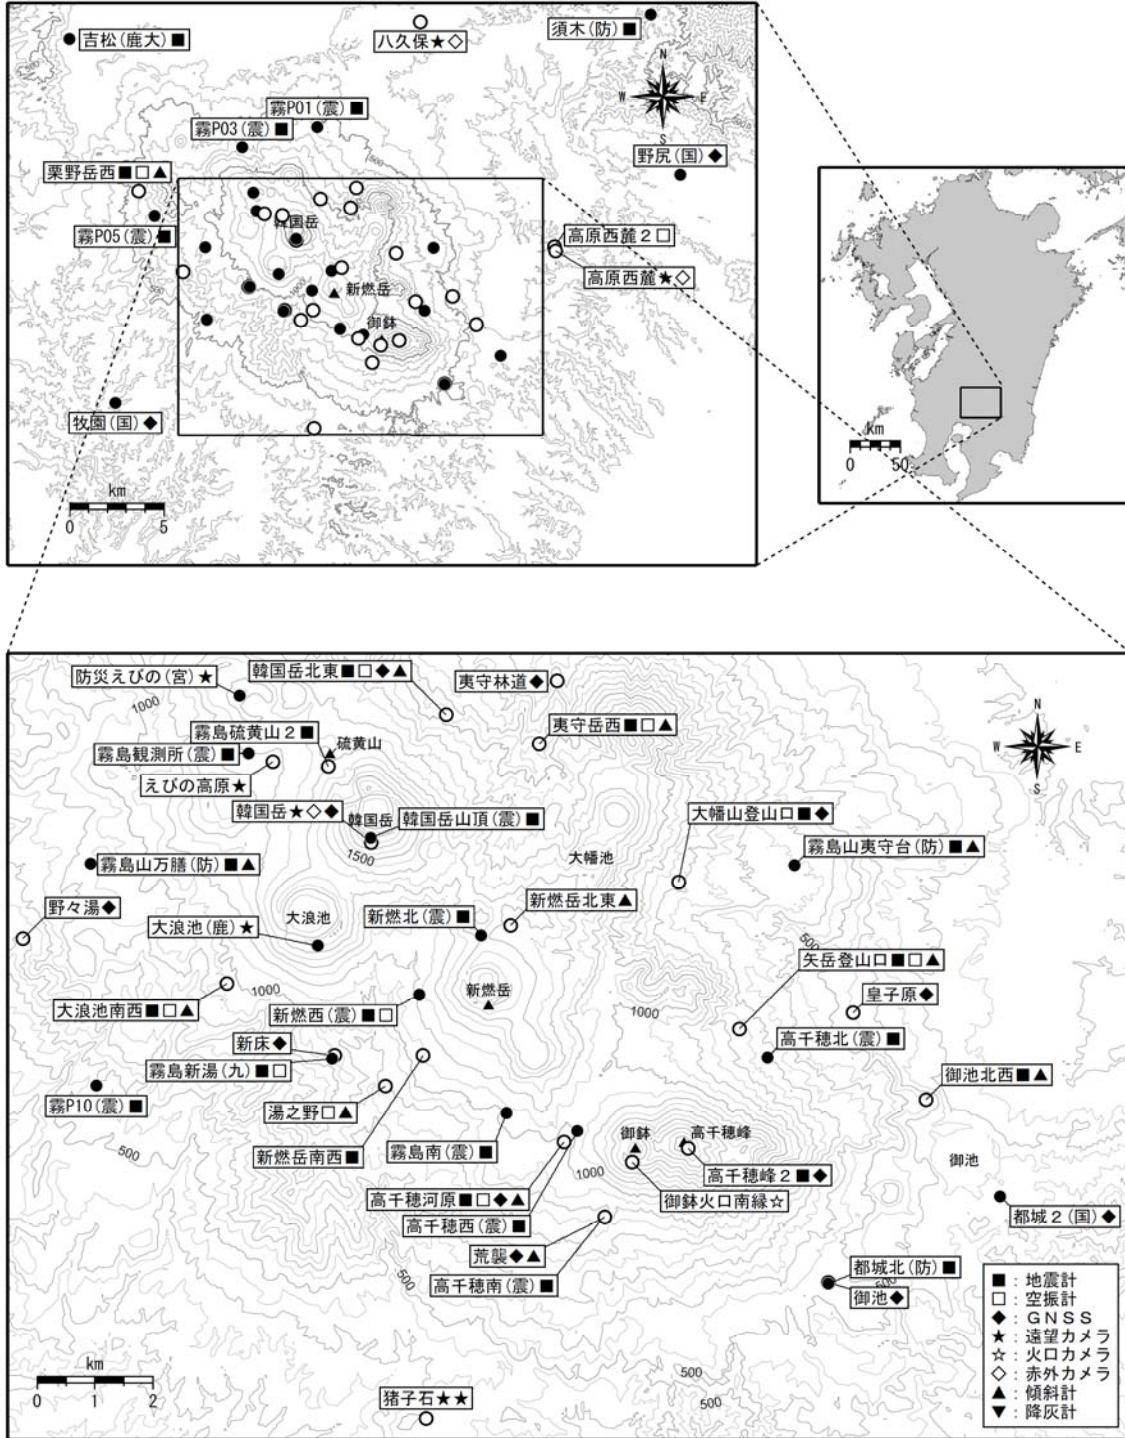 吉松(鹿大)■
八久保★◇
須木(防)■
N
W E
S
霧P01(震)■
霧P03(震)■
野尻(国)◆
栗野岳西■□▲
500
霧P05(震)■
韓国岳
高原西麓2□
高原西麓★◇
新燃岳
御鉢
牧園(国)◆
km
0 5
km
0 50
防災えびの(宮)★
韓国岳北東■□◆▲
夷守林道◆
1000
夷守岳西■□▲
霧島硫黄山2■
硫黄山
霧島観測所(震)■
えびの高原★
N
W E
S
韓国岳★◇◆
韓国岳
韓国岳山頂(震)■
大幡山登山口■◆
1500
霧島山万膳(防)■▲
大幡池
霧島山夷守台(防)■▲
野々湯◆
大浪池
新燃岳北東▲
大浪池(鹿)★
新燃北(震)■
500
矢岳登山口■□▲
大浪池南西■□▲
1000
新燃岳
皇子原◆
新燃西(震)■□
1000
新床◆
高千穂北(震)■
霧島新湯(九)■□
御池北西■▲
霧P10(震)■
湯之野□▲
500
新燃岳南西■
霧島南(震)■
御鉢
高千穂峰
御池
1000
高千穂峰2■◆
高千穂河原■□◆▲
御鉢火口南縁☆
高千穂西(震)■
都城2(国)◆
荒襲◆▲
500
高千穂南(震)■
都城北(防)■
500
御池◆
■:地震計
□:空振計
◆:GNSS
★:遠望カメラ
☆:火口カメラ
◇:赤外カメラ
▲:傾斜計
▼:降灰計
km
0 1 2
500
500
猪子石★★